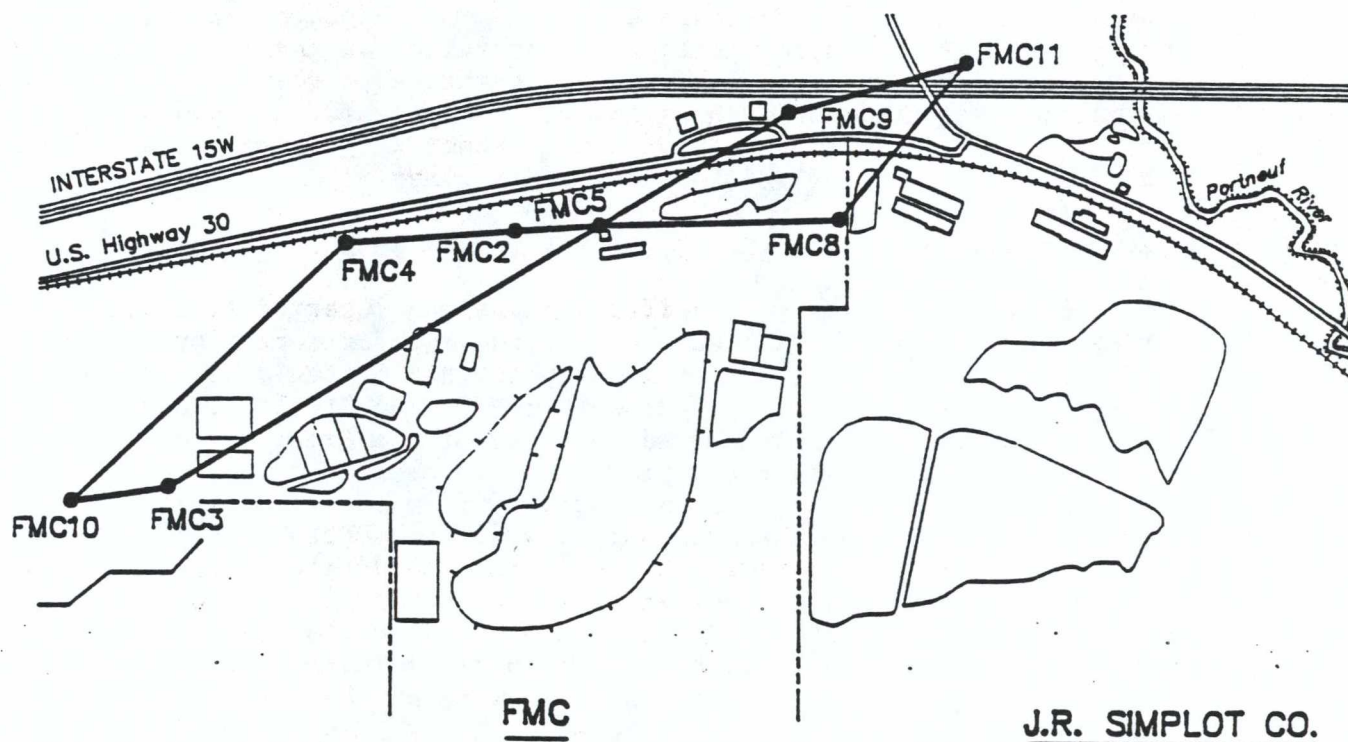 FMC11
FMC9
INTERSTATE 15W
Portneuf
River
FMC5
U.S. Highway 30
FMC2
FMC8
FMC4
FMC10
FMC3
FMC
J.R. SIMPLOT CO.